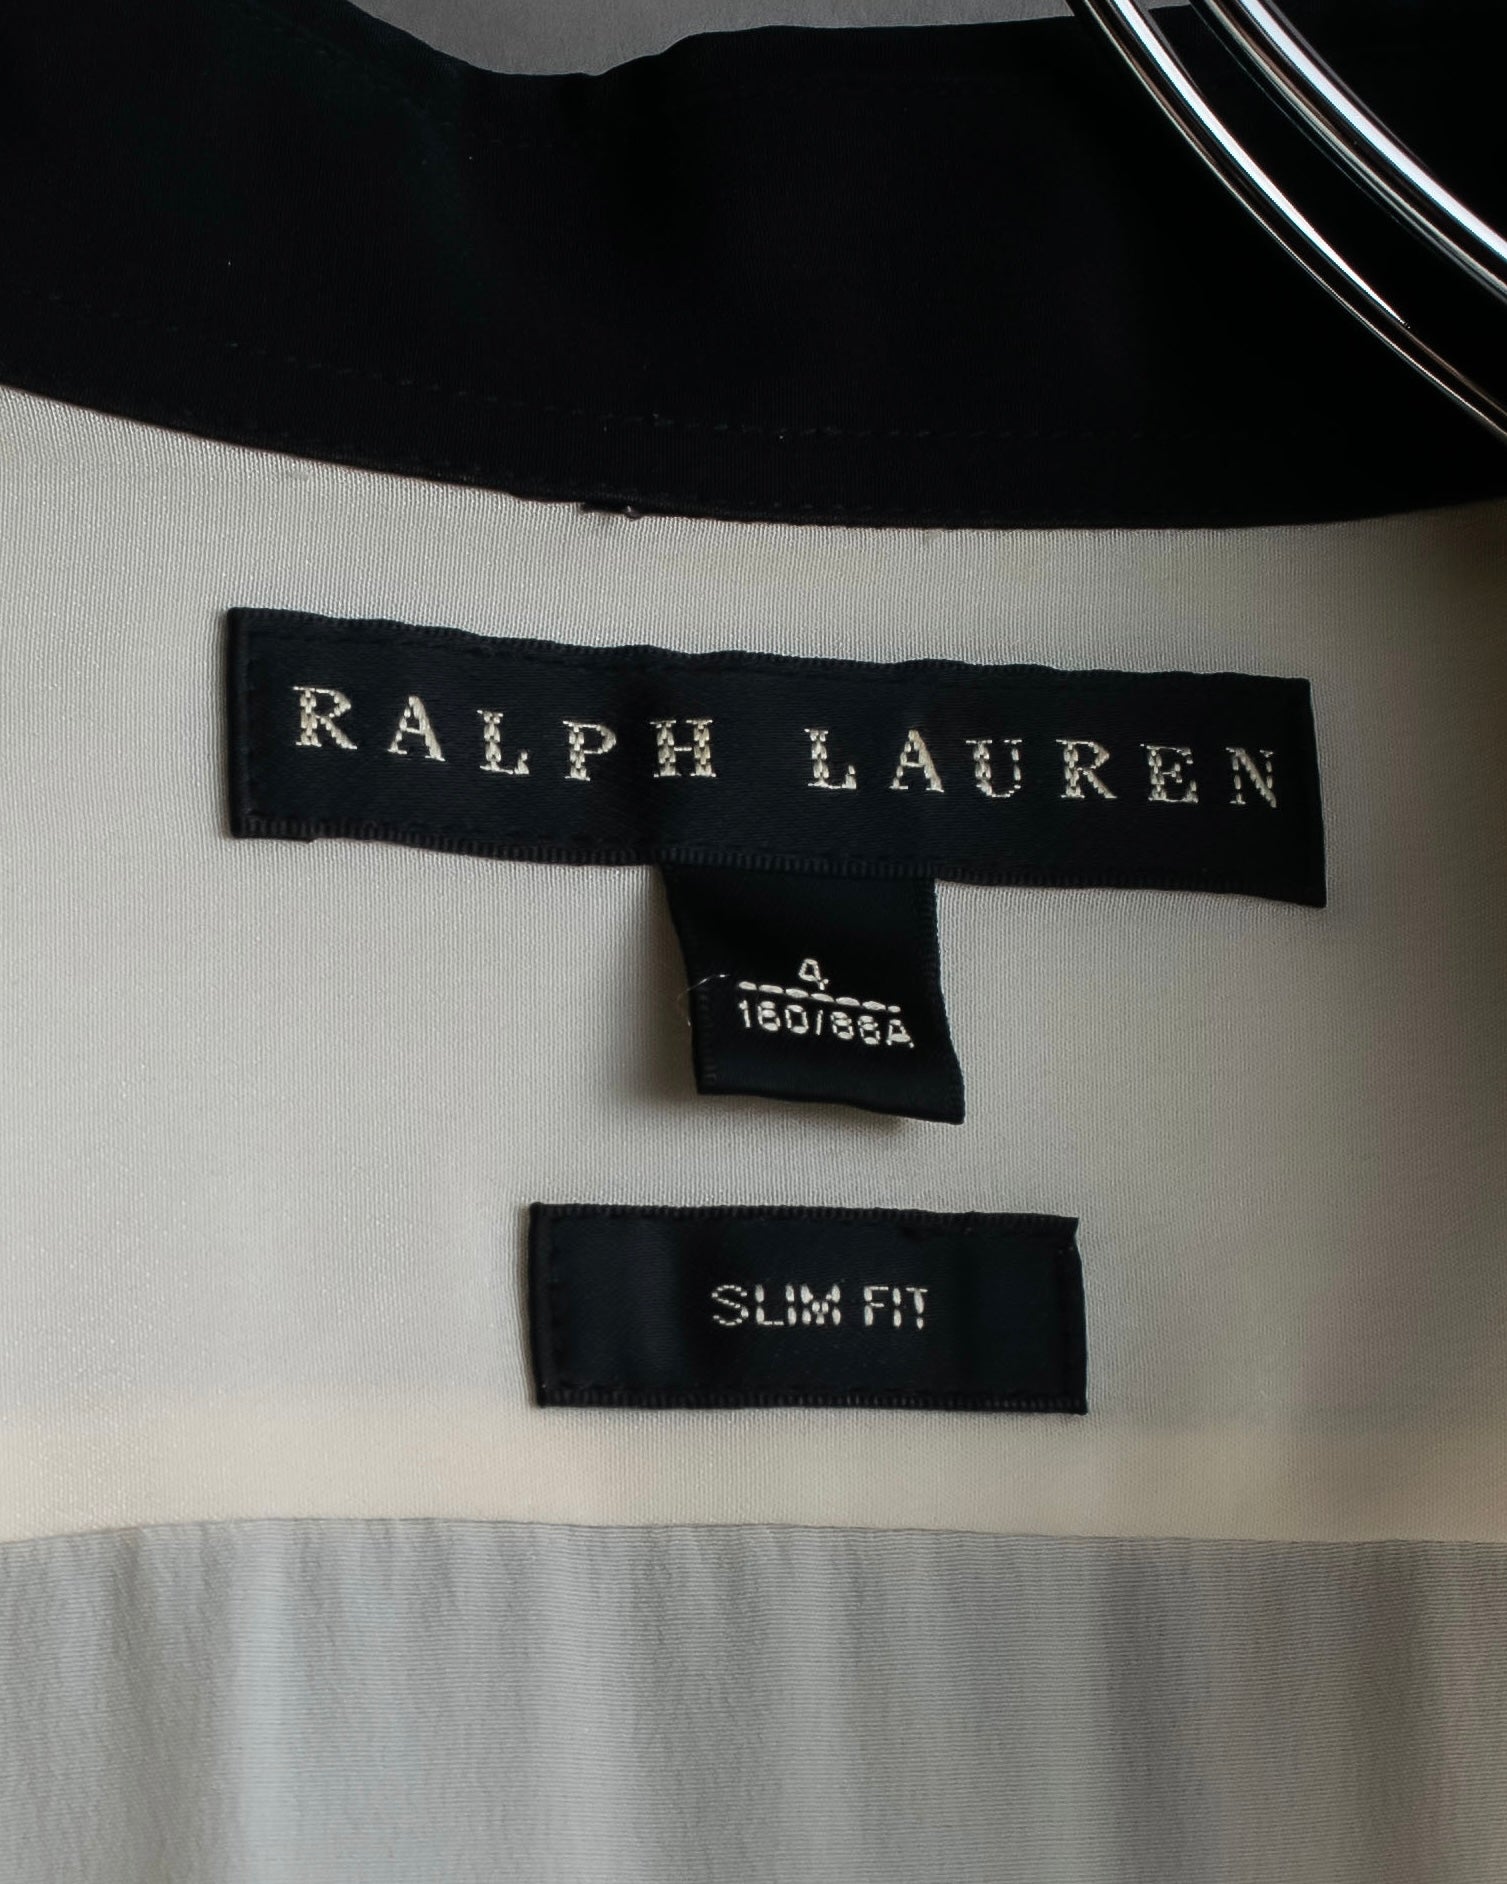 RALPH LAUREN
4
160/88A
SLIM FIT